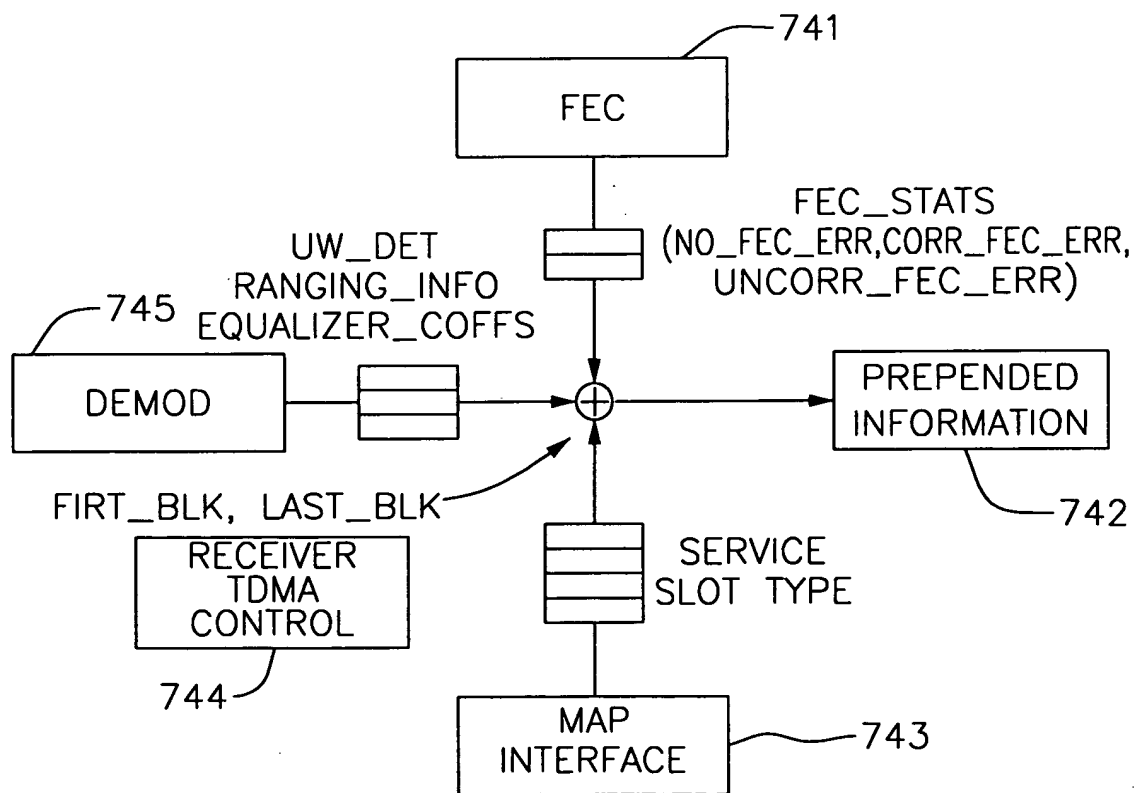 741
FEC
FEC_STATS
(NO_FEC_ERR,CORR_FEC_ERR,
UNCORR_FEC_ERR)
UW_DET
RANGING_INFO
EQUALIZER_COFFS
745
DEMOD
PREPENDED
INFORMATION
742
FIRT_BLK, LAST_BLK
RECEIVER
TDMA
CONTROL
744
SERVICE
SLOT TYPE
MAP
INTERFACE
743